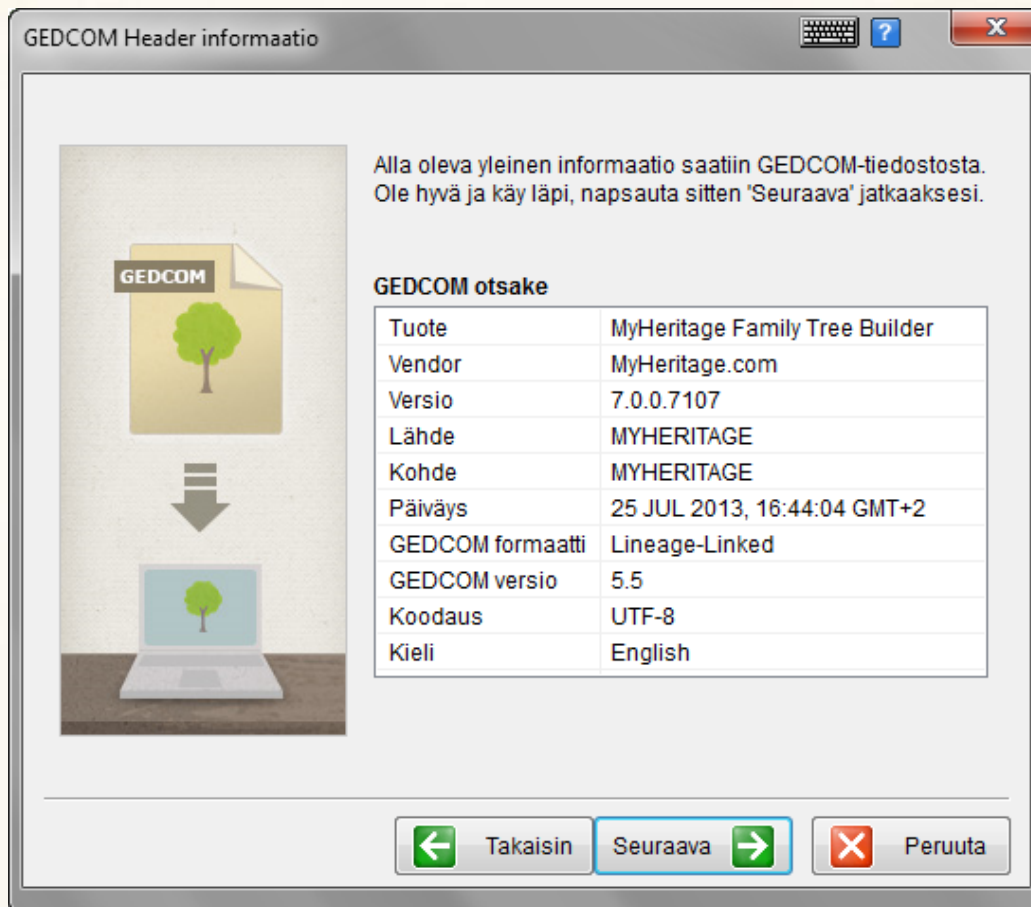 GEDCOM Header informaatio
?
Alla oleva yleinen informaatio saatiin GEDCOM-tiedostosta.
Ole hyvä ja käy läpi, napsauta sitten 'Seuraava' jatkaaksesi.
GEDCOM
GEDCOM otsake
Tuote MyHeritage Family Tree Builder
Vendor MyHeritage.com
Versio 7.0.0.7107
Lähde MYHERITAGE
Kohde MYHERITAGE
Päiväys 25 JUL 2013, 16:44:04 GMT+2
GEDCOM formaatti Lineage-Linked
GEDCOM versio 5.5
Koodaus UTF-8
Kieli English
Takaisin Seuraava Peruuta